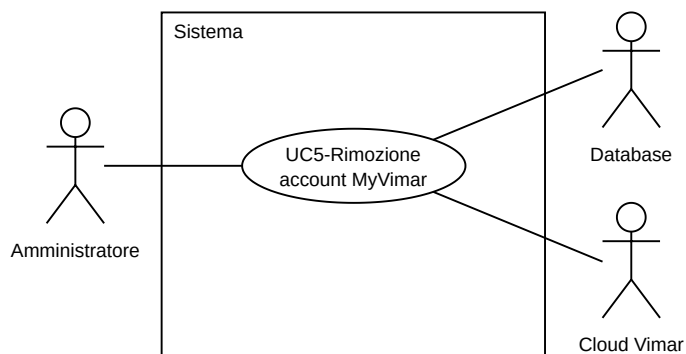 Sistema
UC5-Rimozione
account MyVimar
Amministratore
Database
Cloud Vimar